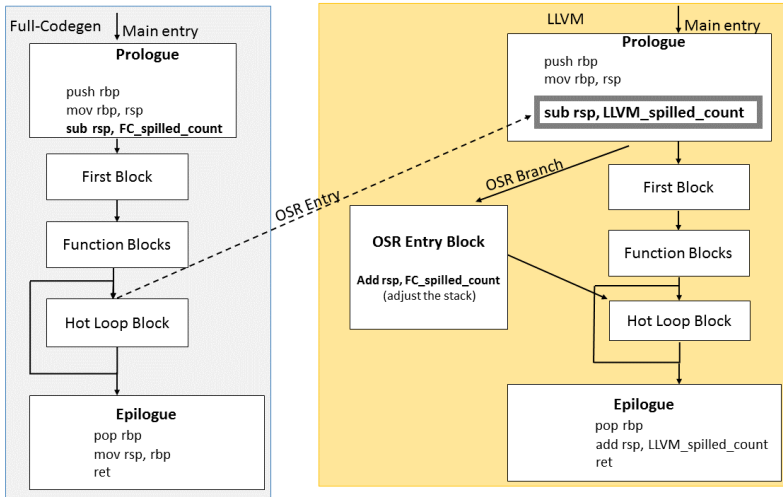 Full-Codegen
Main entry
Prologue
push rbp
mov rbp, rsp
sub rsp, FC_spilled_count
First Block
Function Blocks
Hot Loop Block
Epilogue
pop rbp
mov rsp, rbp
ret
OSR Entry
LLVM
Main entry
Prologue
push rbp
mov rbp, rsp
sub rsp, LLVM_spilled_count
OSR Branch
OSR Entry Block
Add rsp, FC_spilled_count
(adjust the stack)
First Block
Function Blocks
Hot Loop Block
Epilogue
pop rbp
add rsp, LLVM_spilled_count
ret